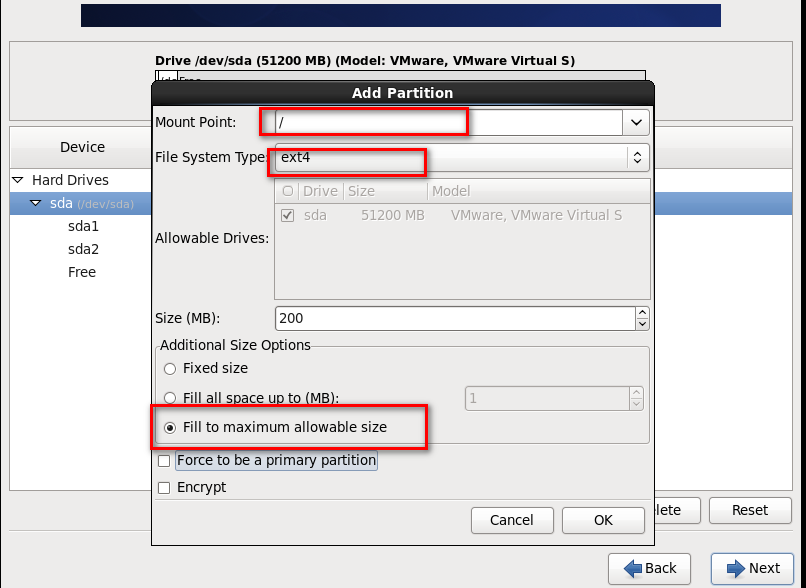 Drive /dev/sda (51200 MB) (Model: VMware, VMware Virtual S)
Free
Add Partition
Mount Point: /
File System Type: ext4
Device
Drive Size Model
Hard Drives
sda (/dev/sda)
sda 51200 MB VMware, VMware Virtual S
sda1
Allowable Drives:
sda2
Free
Size (MB): 200
Additional Size Options
Fixed size
Fill all space up to (MB): 1
Fill to maximum allowable size
Force to be a primary partition
Encrypt
Cancel OK lete Reset
Back Next